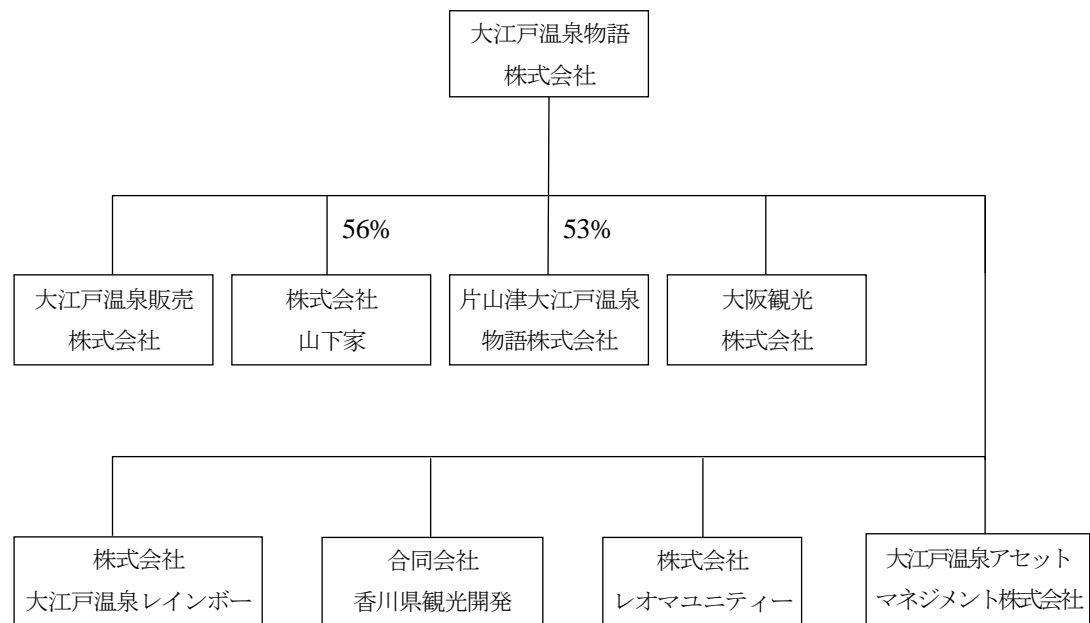 大江戸温泉物語
株式会社
56%
53%
大江戸温泉販売
株式会社
株式会社
山下家
片山津大江戸温泉
物語株式会社
大阪観光
株式会社
株式会社
大江戸温泉レインボー
合同会社
香川県観光開発
株式会社
レオマユニティー
大江戸温泉アセット
マネジメント株式会社